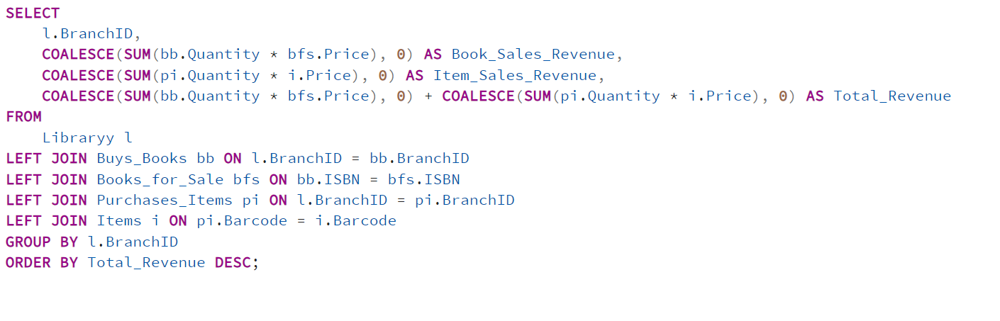 SELECT
    l.BranchID,
    COALESCE(SUM(bb.Quantity * bfs.Price), 0) AS Book_Sales_Revenue,
    COALESCE(SUM(pi.Quantity * i.Price), 0) AS Item_Sales_Revenue,
    COALESCE(SUM(bb.Quantity * bfs.Price), 0) + COALESCE(SUM(pi.Quantity * i.Price), 0) AS Total_Revenue
FROM
    Libraryy l
LEFT JOIN Buys_Books bb ON l.BranchID = bb.BranchID
LEFT JOIN Books_for_Sale bfs ON bb.ISBN = bfs.ISBN
LEFT JOIN Purchases_Items pi ON l.BranchID = pi.BranchID
LEFT JOIN Items i ON pi.Barcode = i.Barcode
GROUP BY l.BranchID
ORDER BY Total_Revenue DESC;